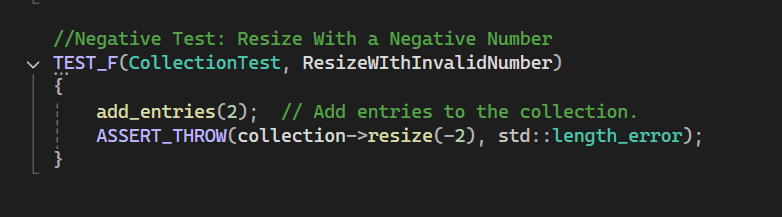 //Negative Test: Resize With a Negative Number
TEST_F(CollectionTest, ResizeWIthInvalidNumber)
{
add_entries(2);  // Add entries to the collection.
ASSERT_THROW(collection->resize(-2), std::length_error);
}